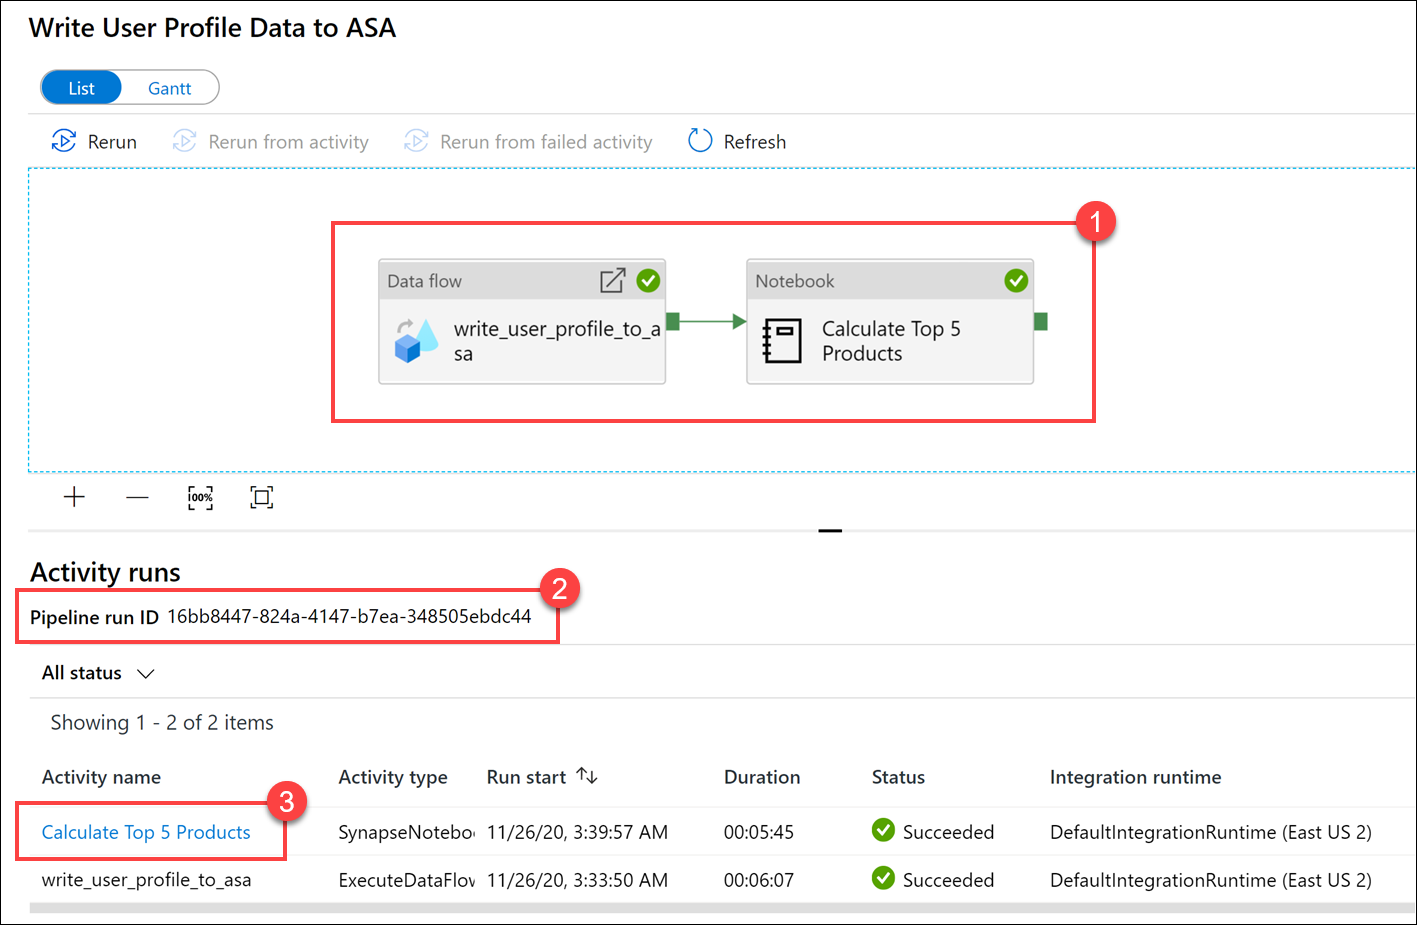 Write User Profile Data to ASA
List Gantt
Rerun Rerun from activity Rerun from failed activity Refresh
1
Data flow
write_user_profile_to_a
sa
Notebook
Calculate Top 5
Products
100%
Activity runs
2
Pipeline run ID 16bb8447-824a-4147-b7ea-348505ebdc44
All status
Showing 1 - 2 of 2 items
Activity name Activity type Run start Duration Status Integration runtime
3
Calculate Top 5 Products SynapseNotebo 11/26/20, 3:39:57 AM 00:05:45 Succeeded DefaultIntegrationRuntime (East US 2)
write_user_profile_to_asa ExecuteDataFlow 11/26/20, 3:33:50 AM 00:06:07 Succeeded DefaultIntegrationRuntime (East US 2)